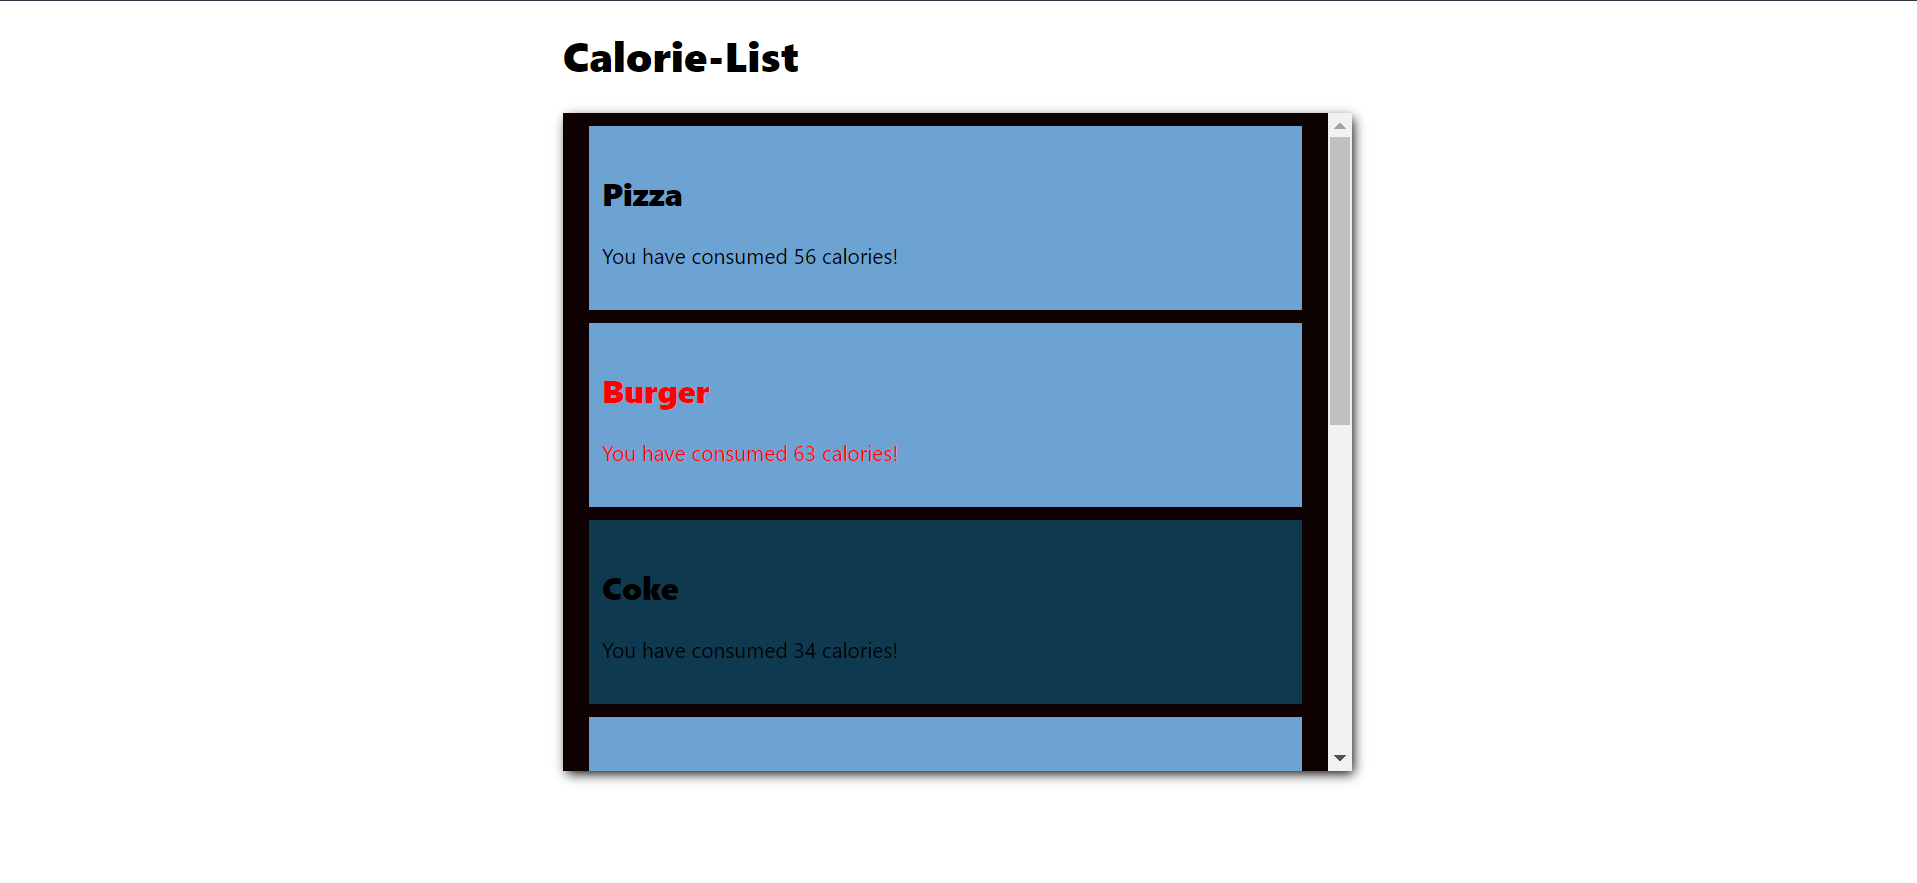 Calorie-List
Pizza
You have consumed 56 calories!
Burger
You have consumed 63 calories!
Coke
You have consumed 34 calories!